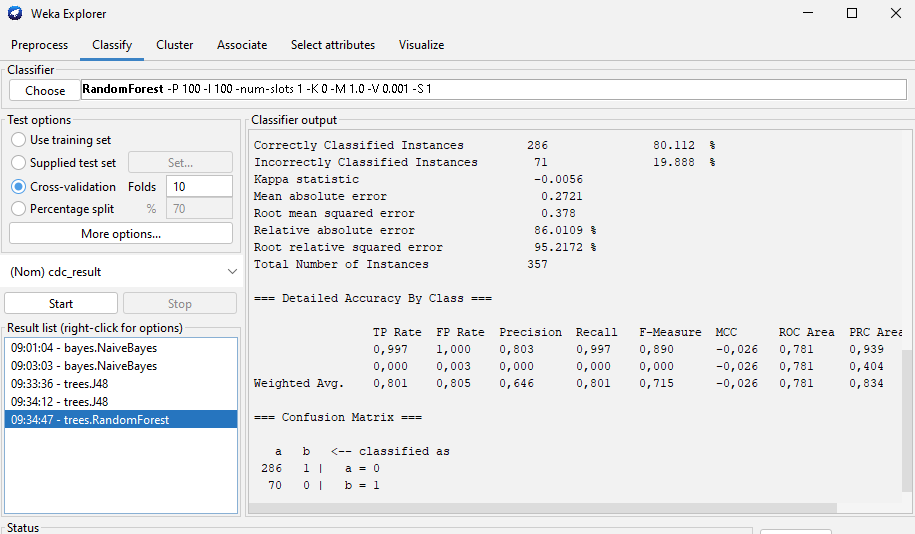 Weka Explorer
Preprocess Classify Cluster Associate Select attributes Visualize
Classifier
Choose RandomForest -P 100 -I 100 -num-slots 1 -K 0 -M 1.0 -V 0.001 -S 1
Test options
Use training set
Supplied test set Set...
Cross-validation Folds 10
Percentage split % 70
More options...
(Nom) cdc_result
Start Stop
Result list (right-click for options)
09:01:04 - bayes.NaiveBayes
09:03:03 - bayes.NaiveBayes
09:33:36 - trees.J48
09:34:12 - trees.J48
09:34:47 - trees.RandomForest
Classifier output
Correctly Classified Instances 286 80.112 %
Incorrectly Classified Instances 71 19.888 %
Kappa statistic -0.0056
Mean absolute error 0.2721
Root mean squared error 0.378
Relative absolute error 86.0109 %
Root relative squared error 95.2172 %
Total Number of Instances 357
=== Detailed Accuracy By Class ===
TP Rate FP Rate Precision Recall F-Measure MCC ROC Area PRC Area
0,997 1,000 0,803 0,997 0,890 -0,026 0,781 0,939
0,000 0,003 0,000 0,000 0,000 -0,026 0,781 0,404
Weighted Avg. 0,801 0,805 0,646 0,801 0,715 -0,026 0,781 0,834
=== Confusion Matrix ===
a b <-- classified as
286 1 | a = 0
70 0 | b = 1
Status